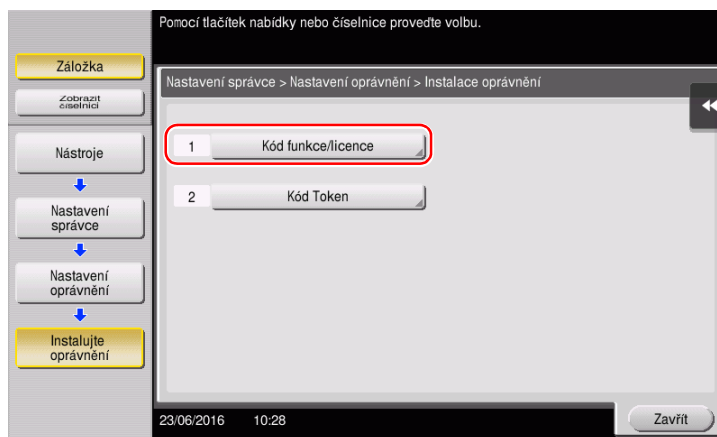 Pomocí tlačítek nabídky nebo číselnice proveďte volbu.
Záložka
Zobrazit
číselnici
Nástroje
Nastavení
správce
Nastavení
oprávnění
Instalujte
oprávnění
Nastavení správce > Nastavení oprávnění > Instalace oprávnění
1 Kód funkce/licence
2 Kód Token
23/06/2016 10:28
Zavřít